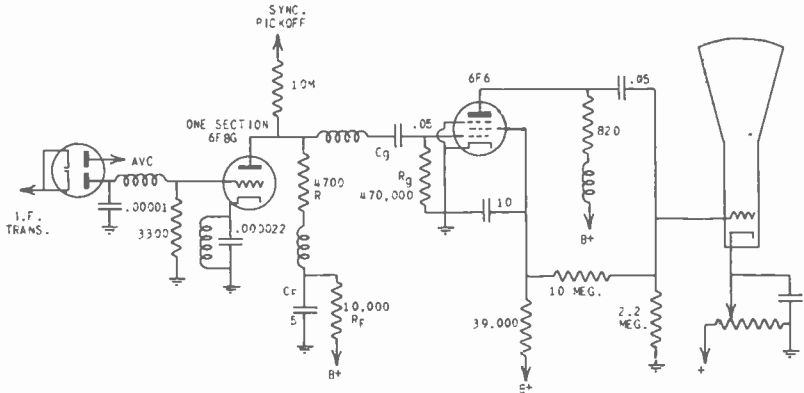 SYNC.
PICKOFF
10M
ONE SECTION
6F8G
AVC
I.F.
TRANS.
.00001
3300
.000022
4700
R
CF
5
10,000
RF
B+
Cg
.05
Rg
470,000
6F6
10
39,000
B+
10 MEG.
820
B+
.05
2.2
MEG.
+